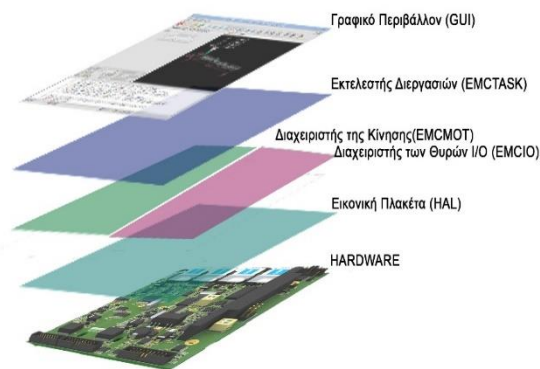 Γραφικό Περιβάλλον (GUI)
Εκτελεστής Διεργασιών (EMCTASK)
Διαχειριστής της Κίνησης(EMCMOT)
Διαχειριστής των Θυρών I/O (EMCIO)
Εικονική Πλακέτα (HAL)
HARDWARE